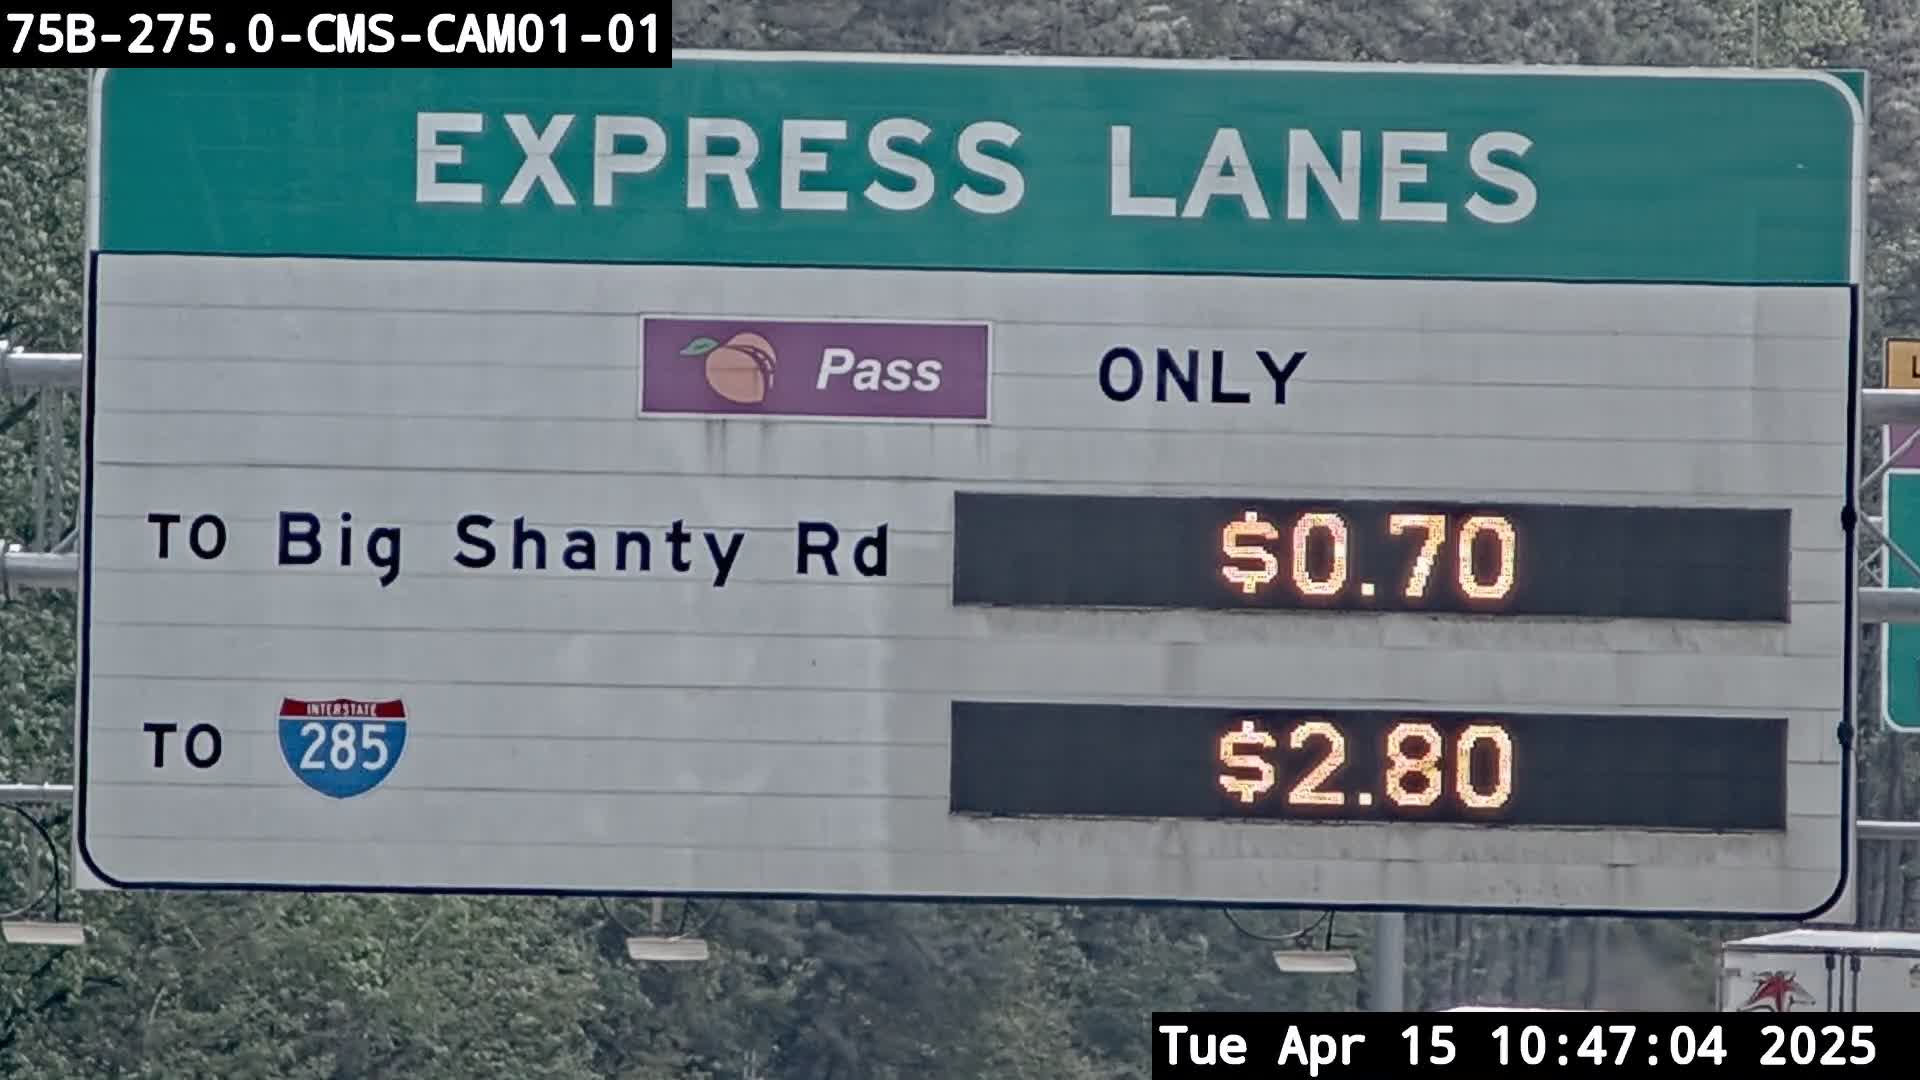 75B-275.0-CMS-CAM01-01
EXPRESS LANES
Pass ONLY
TO Big Shanty Rd $0.70
TO INTERSTATE 285 $2.80
Tue Apr 15 10:47:04 2025